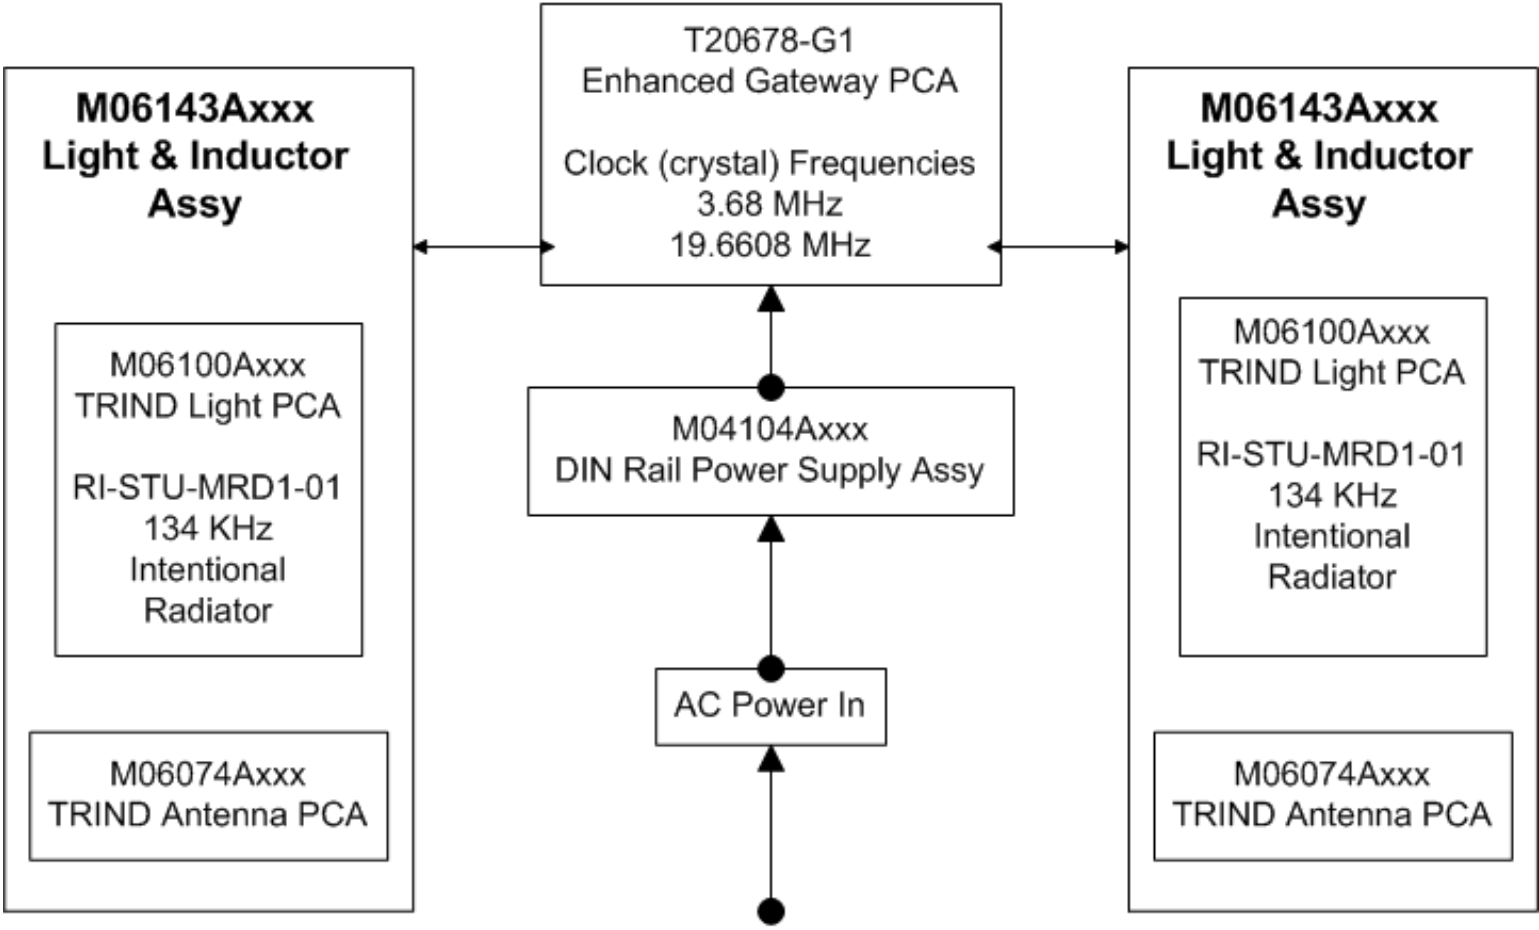 M06143Axxx
Light & Inductor
Assy
M06100Axxx
TRIND Light PCA
RI-STU-MRD1-01
134 KHz
Intentional
Radiator
M06074Axxx
TRIND Antenna PCA
T20678-G1
Enhanced Gateway PCA
Clock (crystal) Frequencies
3.68 MHz
19.6608 MHz
M04104Axxx
DIN Rail Power Supply Assy
AC Power In
M06143Axxx
Light & Inductor
Assy
M06100Axxx
TRIND Light PCA
RI-STU-MRD1-01
134 KHz
Intentional
Radiator
M06074Axxx
TRIND Antenna PCA